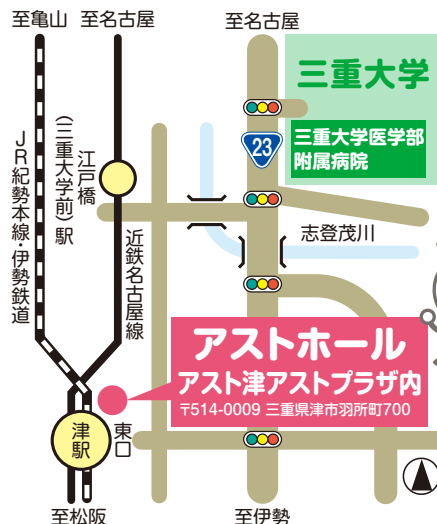 至亀山
至名古屋
至名古屋
三重大学
三重大学医学部
附属病院
23
江戸橋
(三重大学前)駅
JR紀勢本線・伊勢鉄道
近鉄名古屋線
志登茂川
アストホール
アスト津アストプラザ内
〒514-0009 三重県津市羽所町700
津駅
東口
至松阪
至伊勢